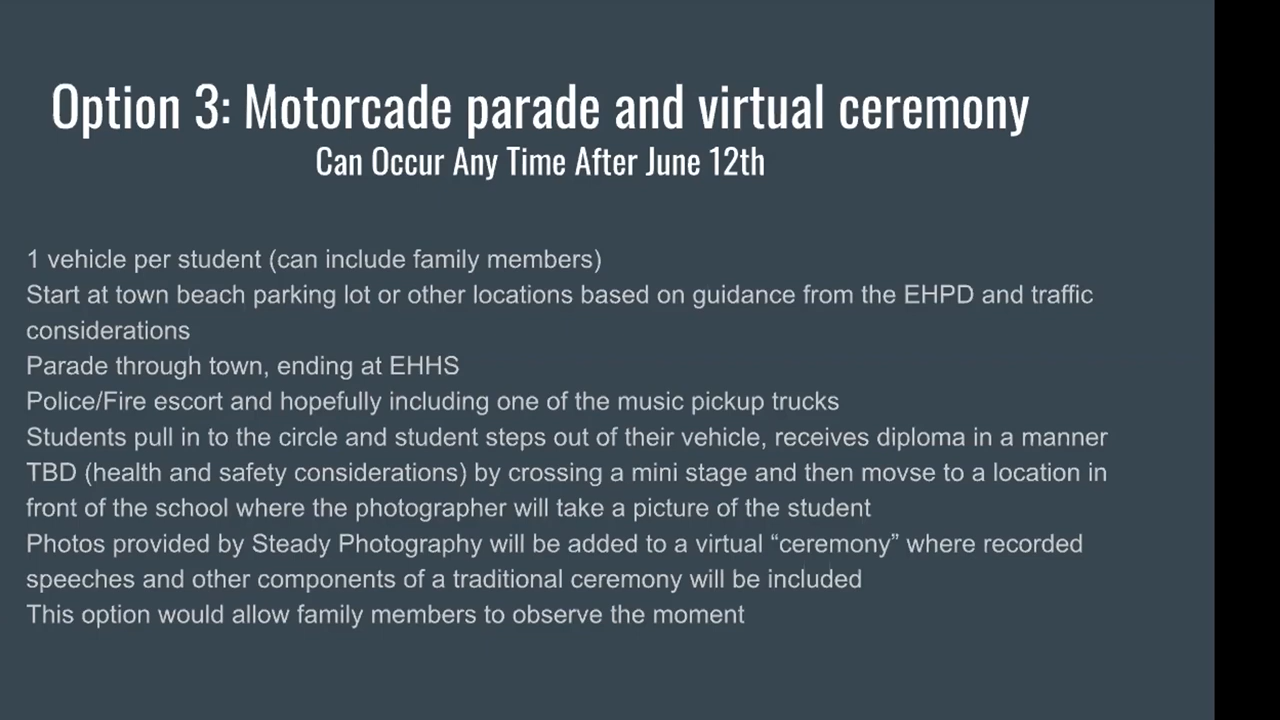 Option 3: Motorcade parade and virtual ceremony
Can Occur Any Time After June 12th
1 vehicle per student (can include family members)
Start at town beach parking lot or other locations based on guidance from the EHPD and traffic
considerations
Parade through town, ending at EHHS
Police/Fire escort and hopefully including one of the music pickup trucks
Students pull in to the circle and student steps out of their vehicle, receives diploma in a manner
TBD (health and safety considerations) by crossing a mini stage and then movse to a location in
front of the school where the photographer will take a picture of the student
Photos provided by Steady Photography will be added to a virtual “ceremony” where recorded
speeches and other components of a traditional ceremony will be included
This option would allow family members to observe the moment